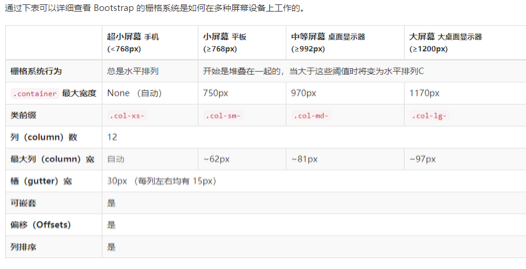 通过下表可以详细查看 Bootstrap 的栅格系统是如何在多种屏幕设备上工作的。
超小屏幕 手机 (<768px)
小屏幕 平板 (≥768px)
中等屏幕 桌面显示器 (≥992px)
大屏幕 大桌面显示器 (≥1200px)
栅格系统行为 总是水平排列 开始是堆叠在一起的，当大于这些阈值时将变为水平排列C
.container 最大宽度 None （自动） 750px 970px 1170px
类前缀 .col-xs- .col-sm- .col-md- .col-lg-
列（column）数 12
最大列（column）宽 自动 ~62px ~81px ~97px
槽（gutter）宽 30px （每列左右均有 15px）
可嵌套 是
偏移（Offsets） 是
列排序 是